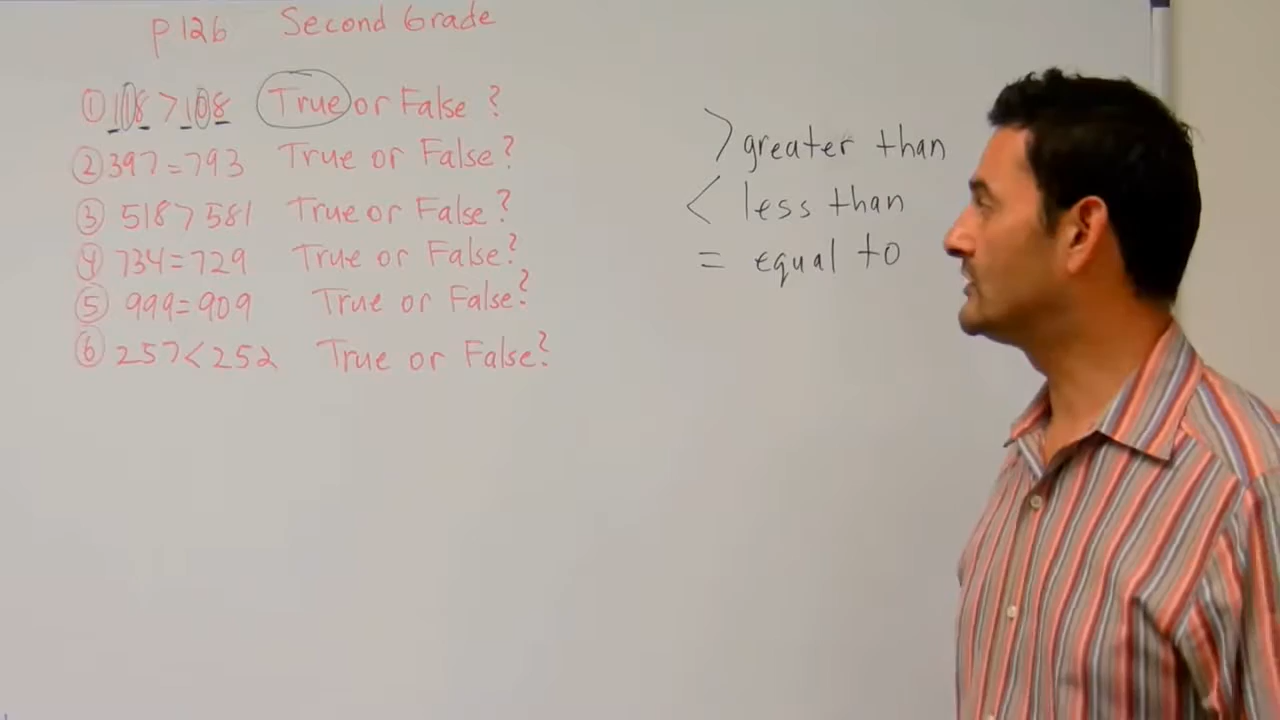 p 126 Second Grade
① 108 > 108 True or False ?
② 397 = 793 True or False ?
③ 518 > 581 True or False ?
④ 734 = 729 True or False ?
⑤ 999 = 909 True or False ?
⑥ 257 < 252 True or False ?
> greater than
< less than
= equal to